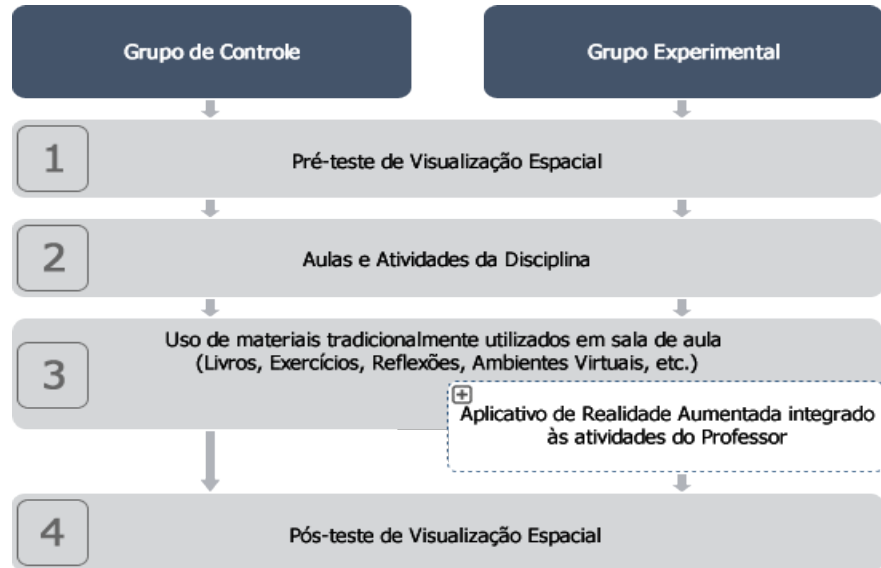 Grupo de Controle
Grupo Experimental
1
Pré-teste de Visualização Espacial
2
Aulas e Atividades da Disciplina
3
Uso de materiais tradicionalmente utilizados em sala de aula
(Livros, Exercícios, Reflexões, Ambientes Virtuais, etc.)
+
Aplicativo de Realidade Aumentada integrado
às atividades do Professor
4
Pós-teste de Visualização Espacial